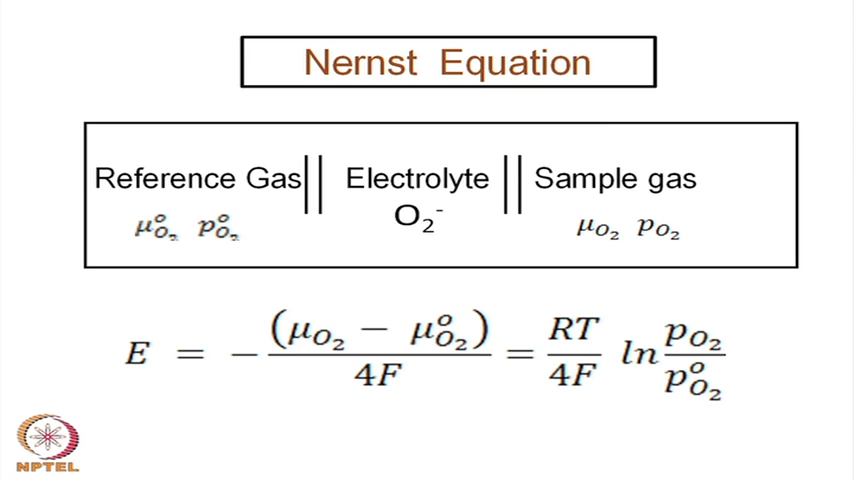 Nernst Equation
Reference Gas || Electrolyte || Sample gas
μ°O₂ p°O₂ O₂⁻ μO₂ pO₂
E = − (μO₂ − μ°O₂) / 4F = RT / 4F ln pO₂ / p°O₂
NPTEL